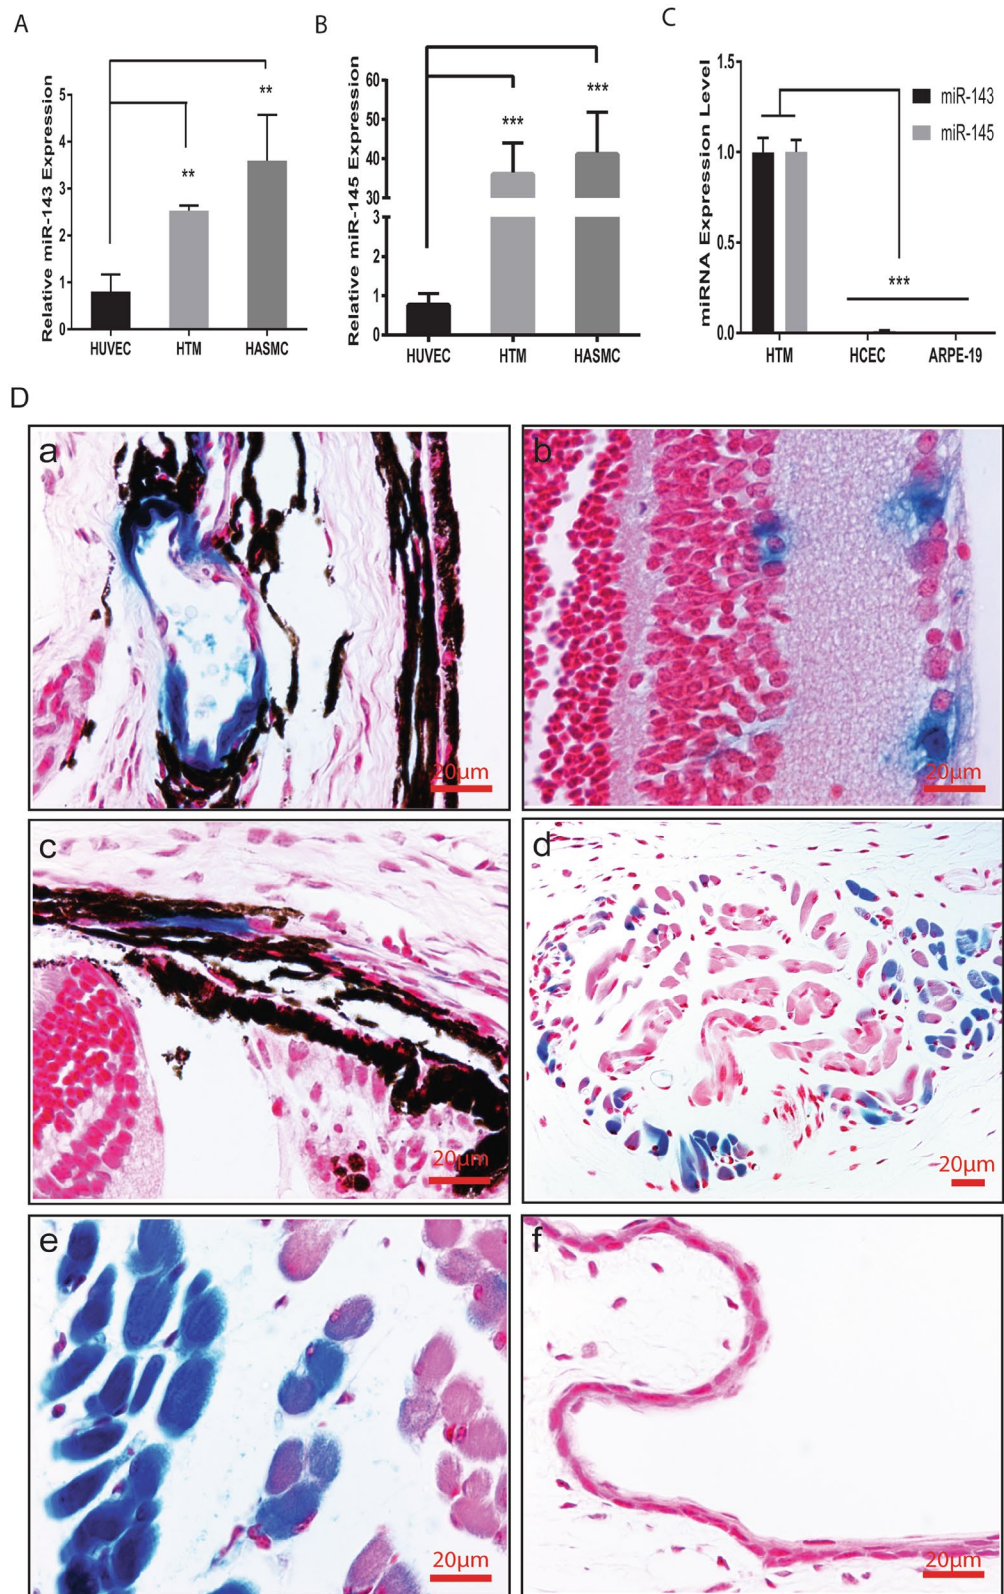 A
Relative miR-143 Expression
5
4
3
2
1
0
**
**
HUVEC HTM HASMC
B
Relative miR-145 Expression
60
50
40
30
3
2
1
0
***
***
HUVEC HTM HASMC
C
miRNA Expression Level
1.5
1.0
0.5
0.0
miR-143
miR-145
***
HTM HCEC ARPE-19
D
a
20μm
b
20μm
c
20μm
d
20μm
e
20μm
f
20μm